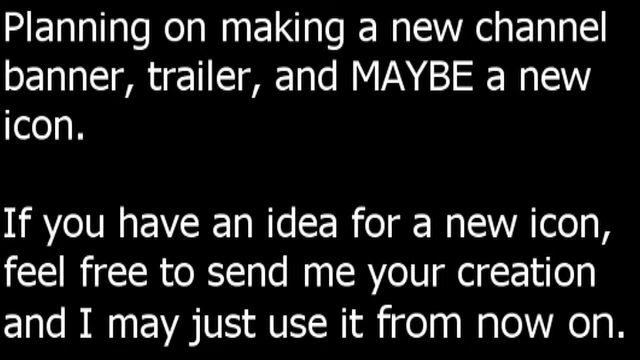 Planning on making a new channel
banner, trailer, and MAYBE a new
icon.
If you have an idea for a new icon,
feel free to send me your creation
and I may just use it from now on.